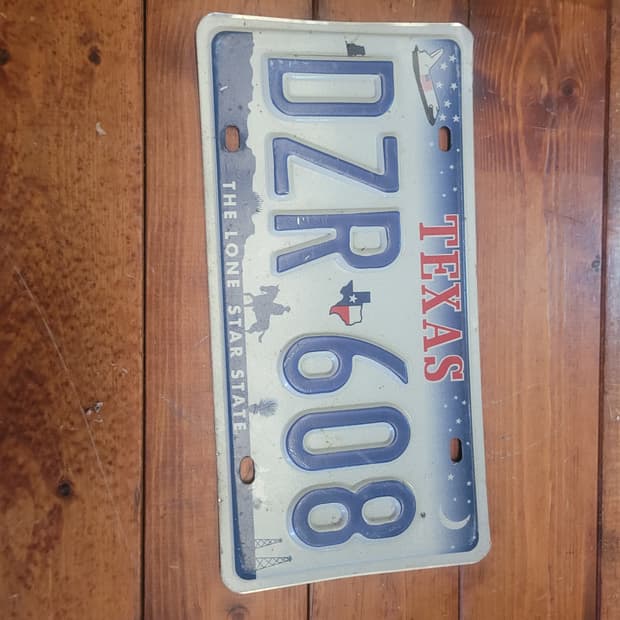 TEXAS
DZR 608
THE LONE STAR STATE